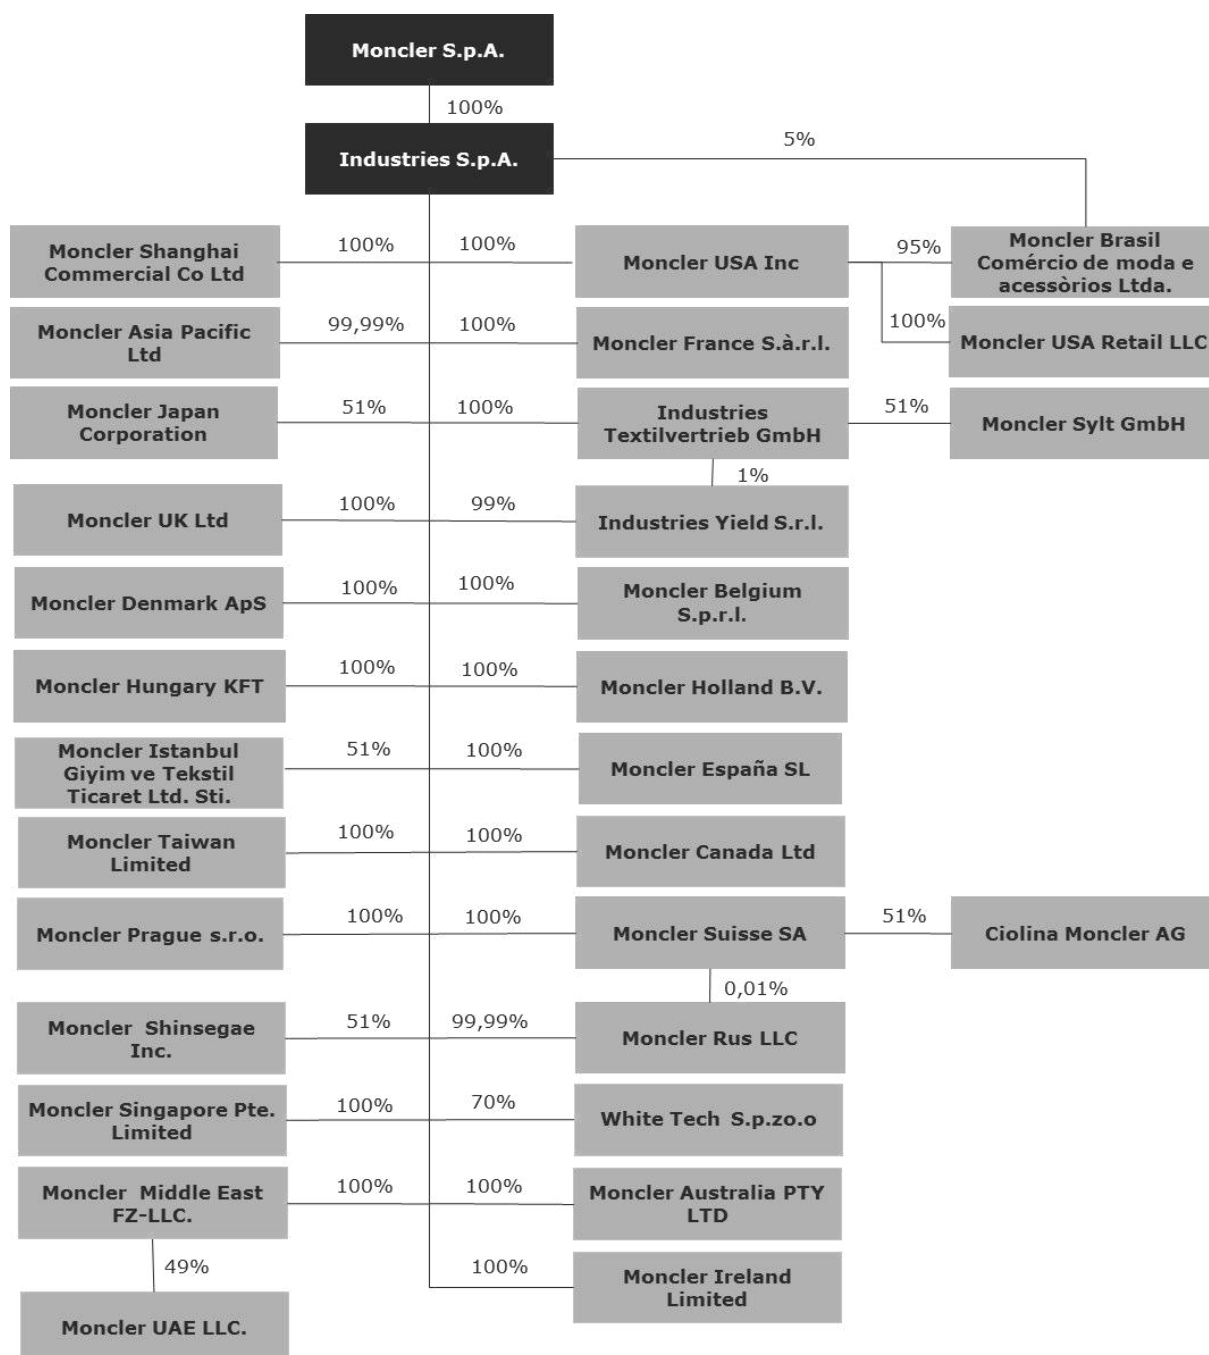 Moncler S.p.A.
100%
Industries S.p.A.
5%
Moncler Shanghai
Commercial Co Ltd
100%
100%
Moncler USA Inc
95%
Moncler Brasil
Comércio de moda e
acessòrios Ltda.
Moncler Asia Pacific
Ltd
99,99%
100%
Moncler France S.à.r.l.
100%
Moncler USA Retail LLC
Moncler Japan
Corporation
51%
100%
Industries
Textilvertrieb GmbH
51%
Moncler Sylt GmbH
1%
Moncler UK Ltd
100%
99%
Industries Yield S.r.l.
Moncler Denmark ApS
100%
100%
Moncler Belgium
S.p.r.l.
Moncler Hungary KFT
100%
100%
Moncler Holland B.V.
Moncler Istanbul
Giyim ve Tekstil
Ticaret Ltd. Sti.
51%
100%
Moncler España SL
Moncler Taiwan
Limited
100%
100%
Moncler Canada Ltd
Moncler Prague s.r.o.
100%
100%
Moncler Suisse SA
51%
Ciolina Moncler AG
0,01%
Moncler Shinsegae
Inc.
51%
99,99%
Moncler Rus LLC
Moncler Singapore Pte.
Limited
100%
70%
White Tech S.p.zo.o
Moncler Middle East
FZ-LLC.
100%
100%
Moncler Australia PTY
LTD
49%
100%
Moncler Ireland
Limited
Moncler UAE LLC.